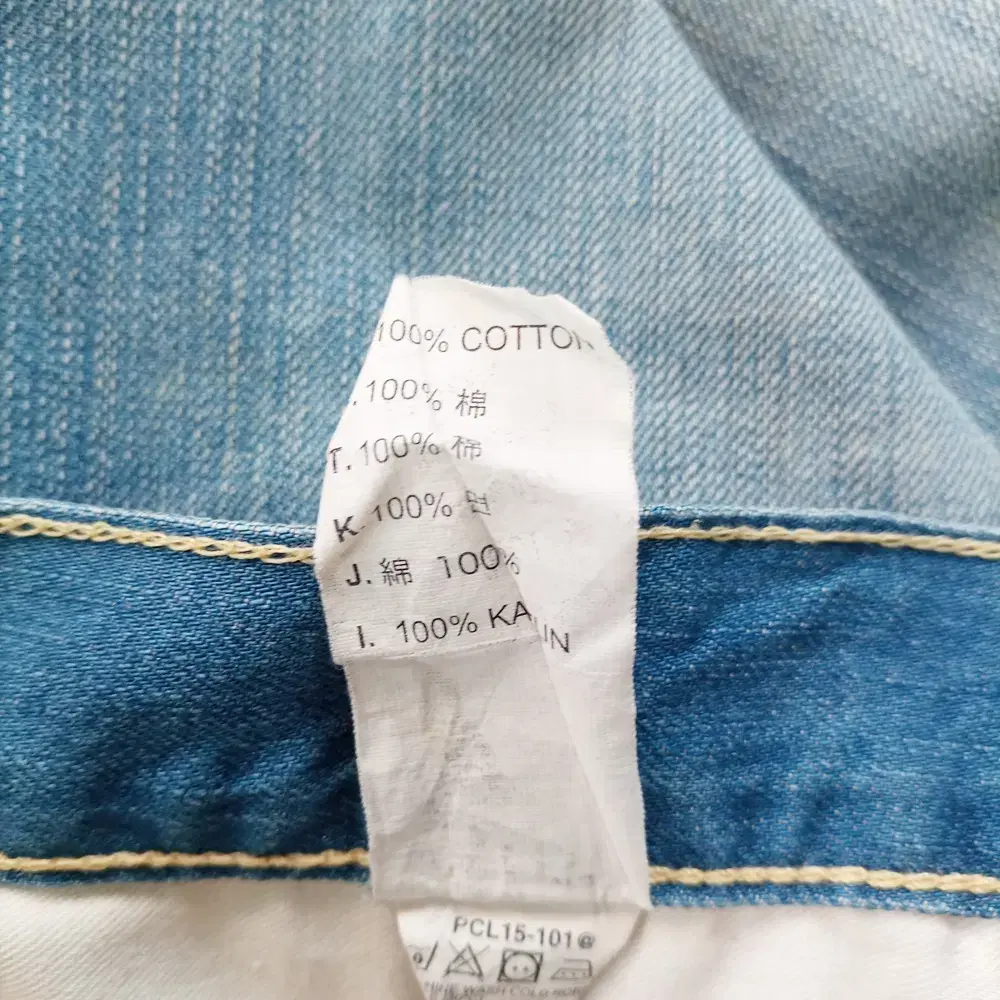 100% COTTON
.100% 棉
T.100% 棉
K.100% 면
J.綿 100%
I. 100% KATUN
PCL15-101@